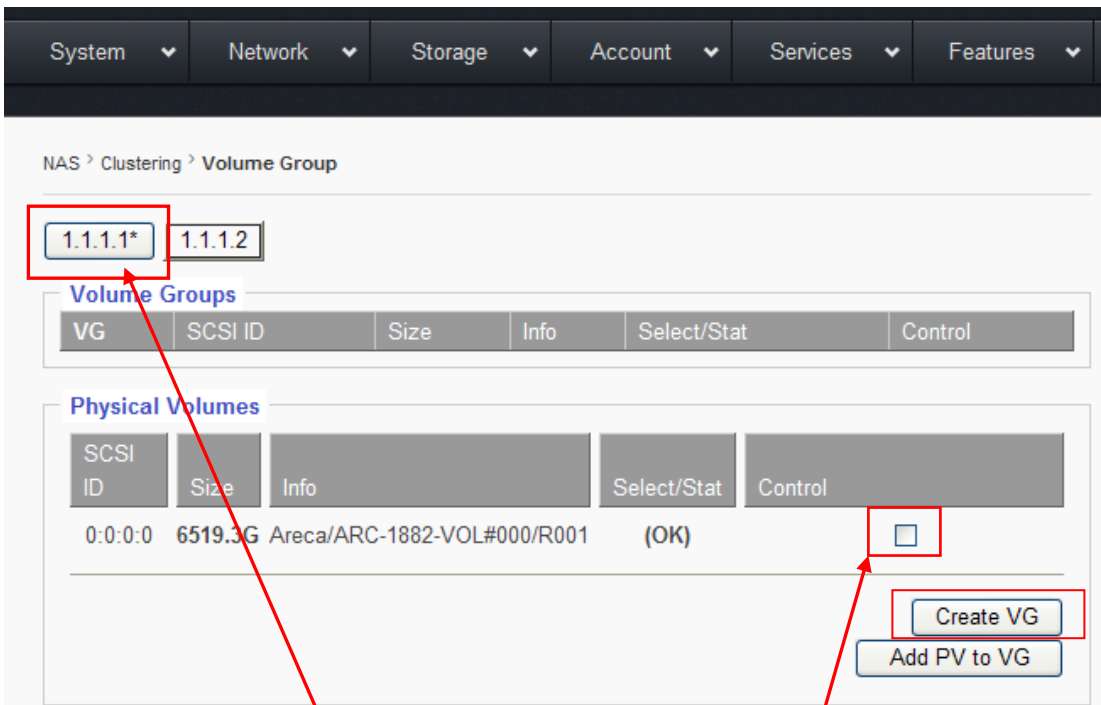 System Network Storage Account Services Features
NAS > Clustering > Volume Group
1.1.1.1* 1.1.1.2
Volume Groups
VG SCSI ID Size Info Select/Stat Control
Physical Volumes
SCSI
ID Size Info Select/Stat Control
0:0:0:0 6519.3G Areca/ARC-1882-VOL#000/R001 (OK)
Create VG
Add PV to VG